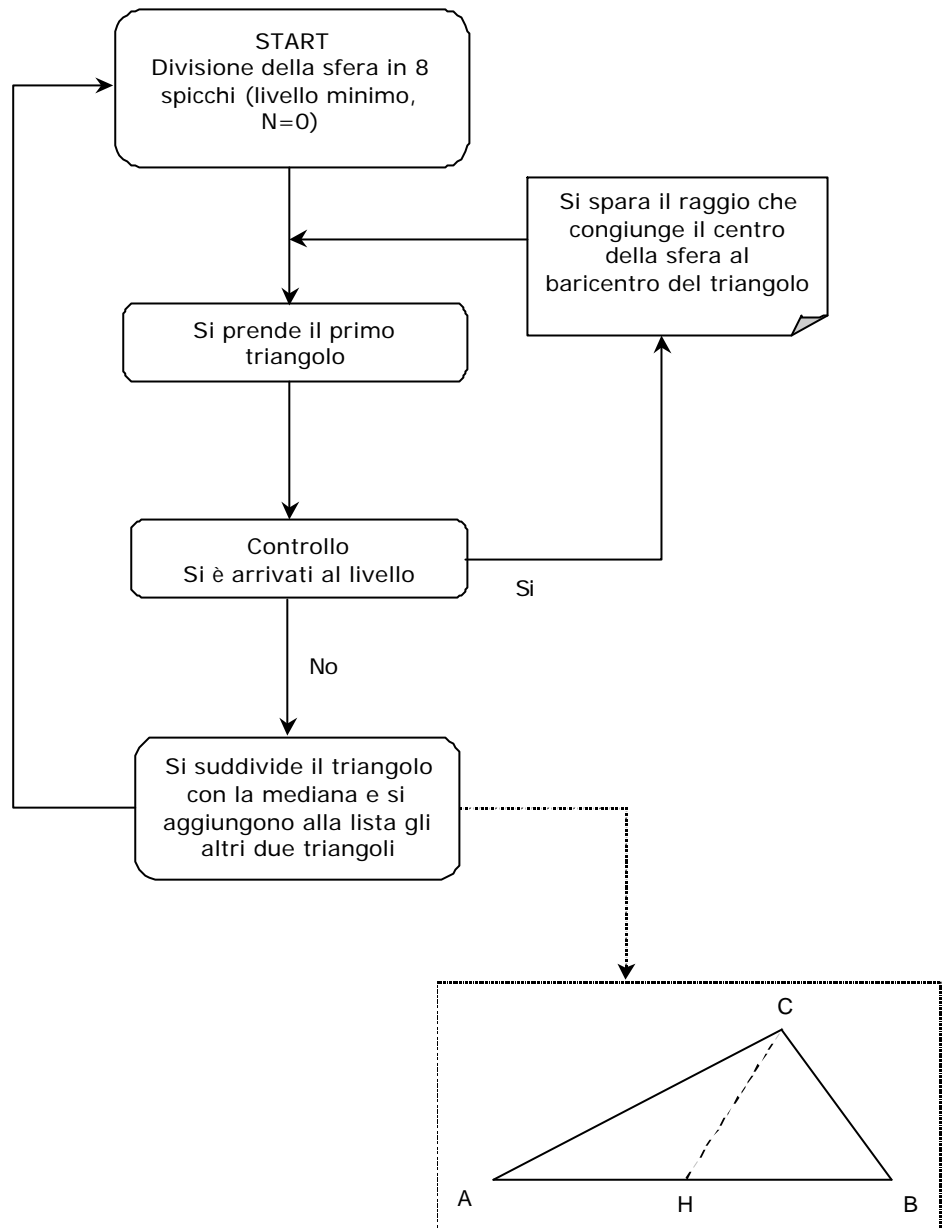 START
Divisione della sfera in 8
spicchi (livello minimo,
N=0)
Si spara il raggio che
congiunge il centro
della sfera al
baricentro del triangolo
Si prende il primo
triangolo
Controllo
Si è arrivati al livello
Si
No
Si suddivide il triangolo
con la mediana e si
aggiungono alla lista gli
altri due triangoli
C
A
H
B